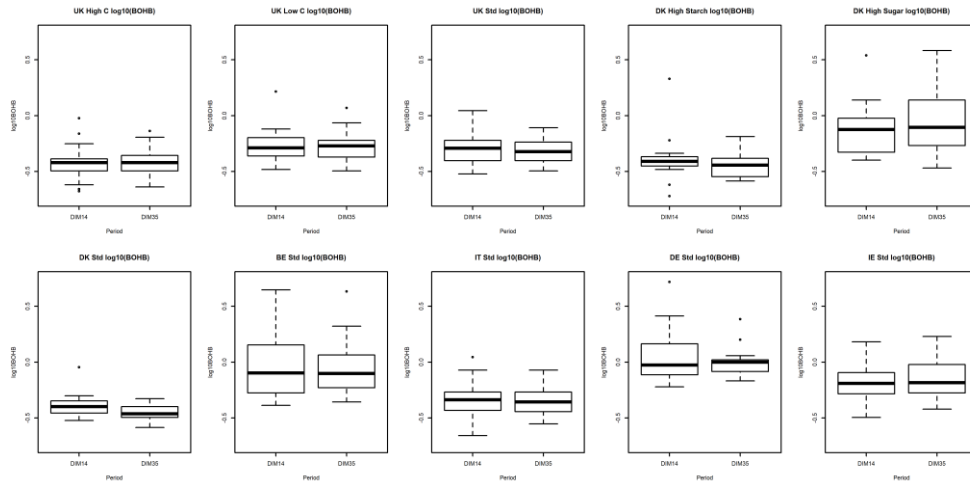 UK High C log10(BOHB)
log10BOHB
0.5
0.0
-0.5
DIM14 DIM35
Period
UK Low C log10(BOHB)
log10BOHB
0.5
0.0
-0.5
DIM14 DIM35
Period
UK Std log10(BOHB)
log10BOHB
0.5
0.0
-0.5
DIM14 DIM35
Period
DK High Starch log10(BOHB)
log10BOHB
0.5
0.0
-0.5
DIM14 DIM35
Period
DK High Sugar log10(BOHB)
log10BOHB
0.5
0.0
-0.5
DIM14 DIM35
Period
DK Std log10(BOHB)
log10BOHB
0.5
0.0
-0.5
DIM14 DIM35
Period
BE Std log10(BOHB)
log10BOHB
0.5
0.0
-0.5
DIM14 DIM35
Period
IT Std log10(BOHB)
log10BOHB
0.5
0.0
-0.5
DIM14 DIM35
Period
DE Std log10(BOHB)
log10BOHB
0.5
0.0
-0.5
DIM14 DIM35
Period
IE Std log10(BOHB)
log10BOHB
0.5
0.0
-0.5
DIM14 DIM35
Period